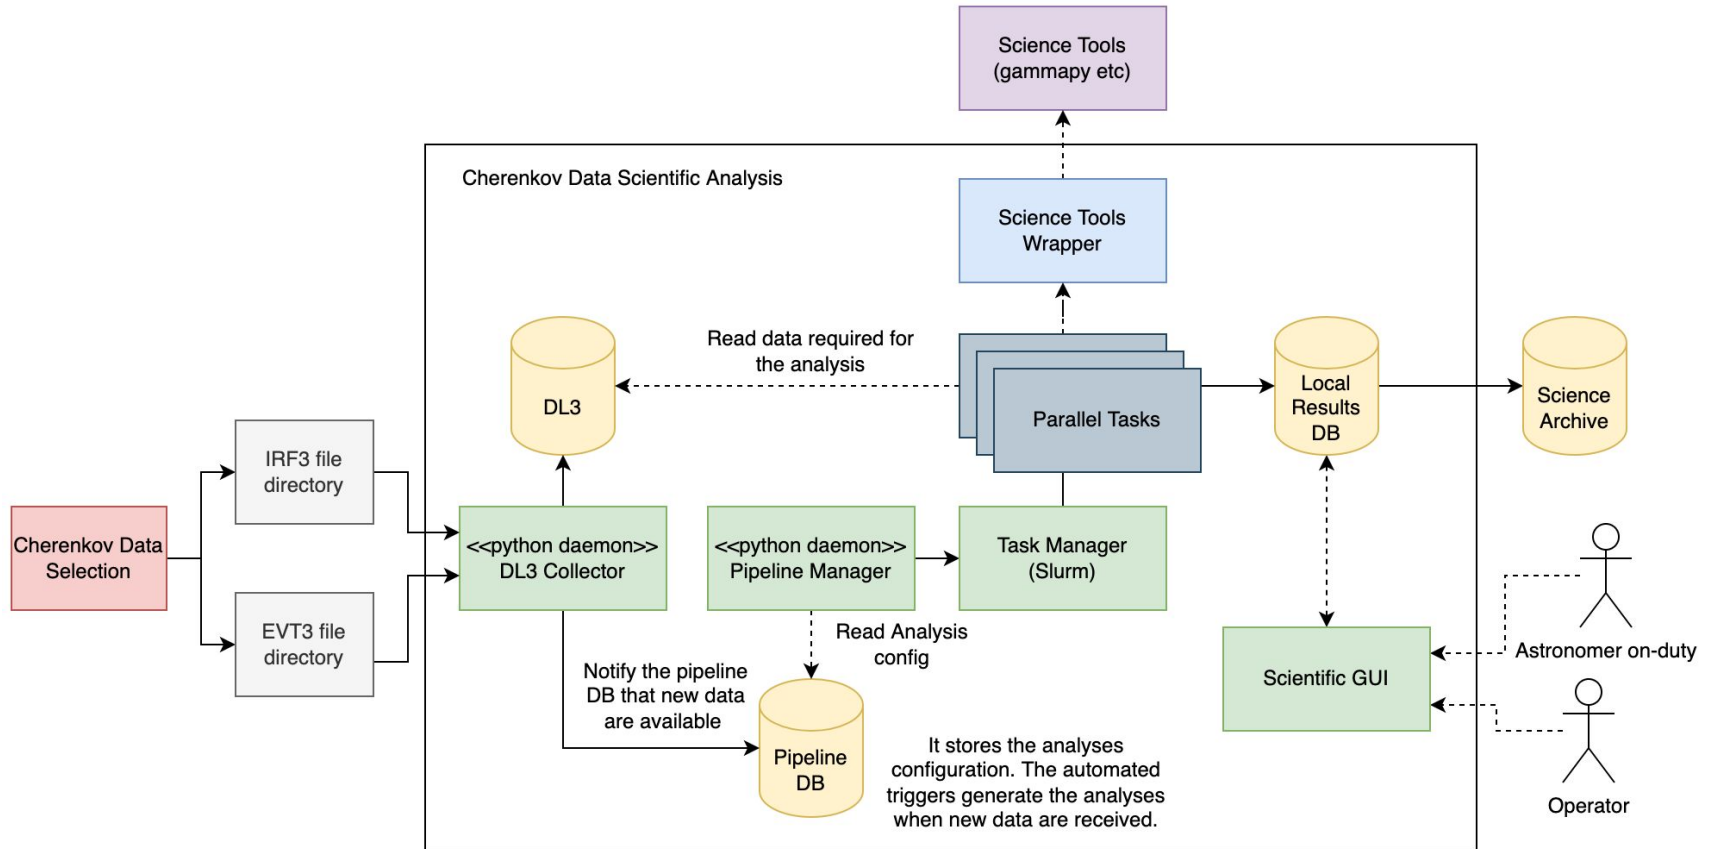 Science Tools
(gammapy etc)
Cherenkov Data Scientific Analysis
Science Tools
Wrapper
Read data required for
the analysis
DL3
Parallel Tasks
Local
Results
DB
Science
Archive
IRF3 file
directory
Cherenkov Data
Selection
EVT3 file
directory
<<python daemon>>
DL3 Collector
<<python daemon>>
Pipeline Manager
Task Manager
(Slurm)
Read Analysis
config
Notify the pipeline
DB that new data
are available
Pipeline
DB
It stores the analyses
configuration. The automated
triggers generate the analyses
when new data are received.
Scientific GUI
Astronomer on-duty
Operator